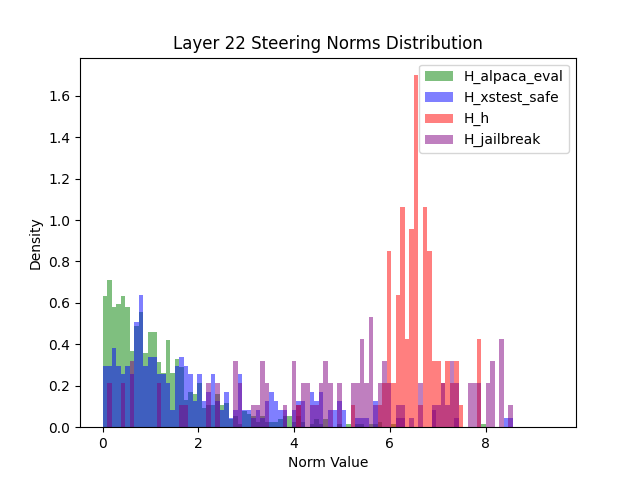 Layer 22 Steering Norms Distribution
H_alpaca_eval
H_xstest_safe
H_h
H_jailbreak
1.6
1.4
1.2
1.0
0.8
0.6
0.4
0.2
0.0
Density
0 2 4 6 8
Norm Value